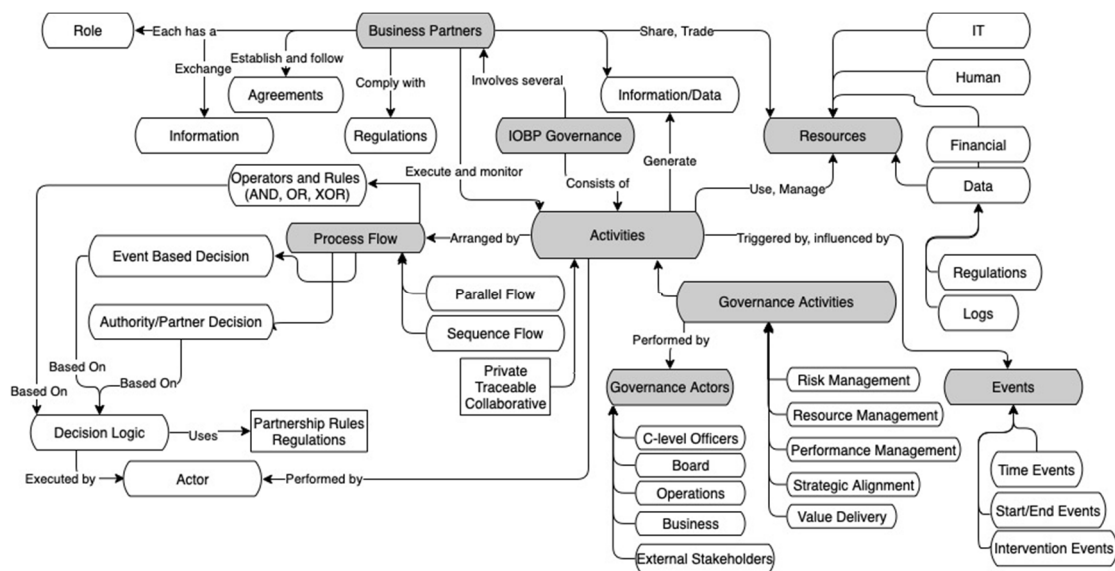 Role
Each has a
Business Partners
Share, Trade
IT
Establish and follow
Exchange
Comply with
Involves several
Human
Agreements
Information/Data
Information
Regulations
IOBP Governance
Resources
Financial
Operators and Rules
(AND, OR, XOR)
Execute and monitor
Generate
Consists of
Use, Manage
Data
Process Flow
Arranged by
Activities
Triggered by, influenced by
Event Based Decision
Regulations
Parallel Flow
Governance Activities
Logs
Authority/Partner Decision
Sequence Flow
Performed by
Based On
Based On
Based On
Private
Traceable
Collaborative
Governance Actors
Risk Management
Events
Resource Management
Decision Logic
Uses
Partnership Rules
Regulations
C-level Officers
Performance Management
Board
Time Events
Executed by
Actor
Performed by
Operations
Strategic Alignment
Business
Value Delivery
Start/End Events
External Stakeholders
Intervention Events